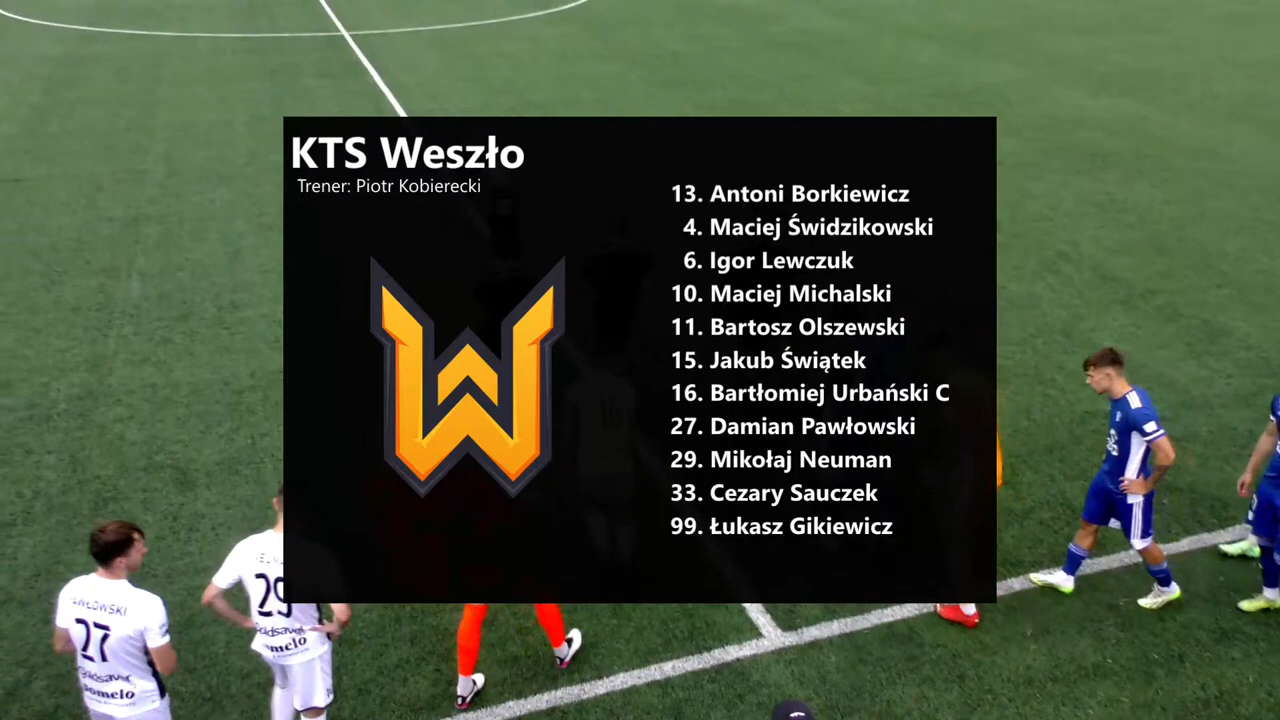 KTS Weszło
Trener: Piotr Kobierecki
13. Antoni Borkiewicz
4. Maciej Świdzikowski
6. Igor Lewczuk
10. Maciej Michalski
11. Bartosz Olszewski
15. Jakub Świątek
16. Bartłomiej Urbański C
27. Damian Pawłowski
29. Mikołaj Neuman
33. Cezary Sauczek
99. Łukasz Gikiewicz
27
29